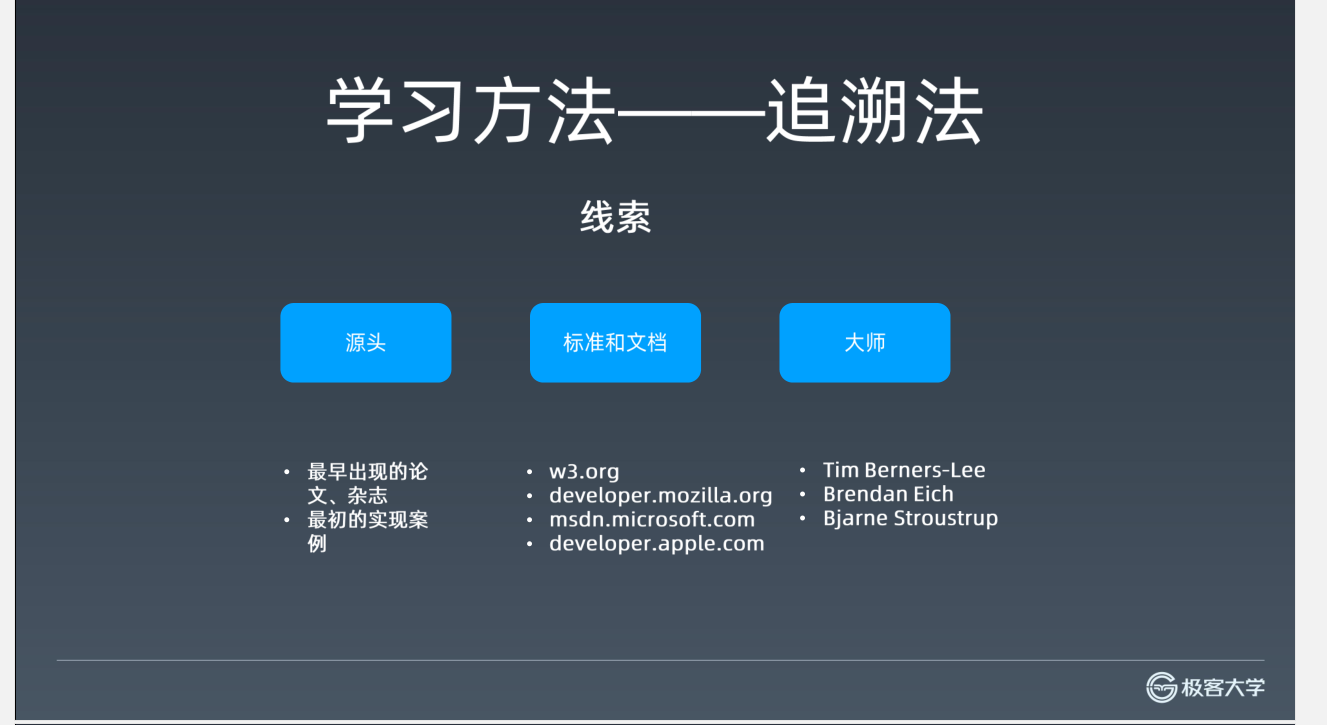 学习方法——追溯法
线索
源头
标准和文档
大师
• 最早出现的论
文、杂志
• 最初的实现案
例
• w3.org
• developer.mozilla.org
• msdn.microsoft.com
• developer.apple.com
• Tim Berners-Lee
• Brendan Eich
• Bjarne Stroustrup
极客大学